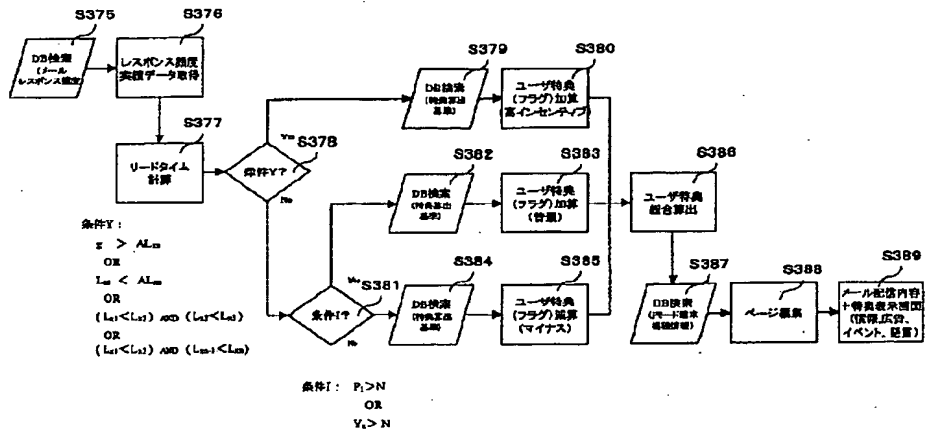 S375
DB検索
(メール
レスポンス態度)
S376
レスポンス態度
実績データ取得
S377
リードタイム
計算
S378
条件Y?
Yes
No
S379
DB検索
(特典算出
基準)
S380
ユーザ特典
(フラグ)加算
高インセンティブ)
S381
条件I?
Yes
No
S382
DB検索
(特典算出
基準)
S383
ユーザ特典
(フラグ)加算
(普通)
S384
DB検索
(特典算出
基準)
S385
ユーザ特典
(フラグ)減算
(マイナス)
S386
ユーザ特典
総合算出
S387
DB検索
S388
ページ編集
S389
メール配信内容
+特典表示画面
(情報,広告,
イベント,
条件Y:
OR
OR
AND
OR
AND
条件I: P₁>N
OR
>N